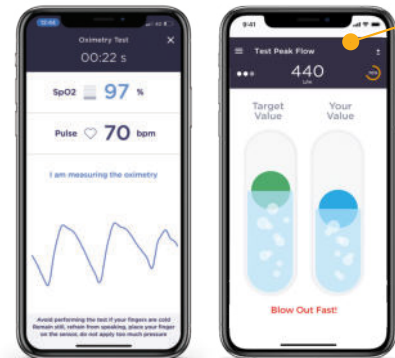 12:44
Oximetry Test
00:22 s
SpO2 97 %
Pulse 70 bpm
I am measuring the oximetry
Avoid performing the test if your fingers are cold
Remain still, refrain from speaking, place your finger
on the sensor, do not apply too much pressure
9:41
Test Peak Flow
440
L/m
Target
Value
Your
Value
Blow Out Fast!